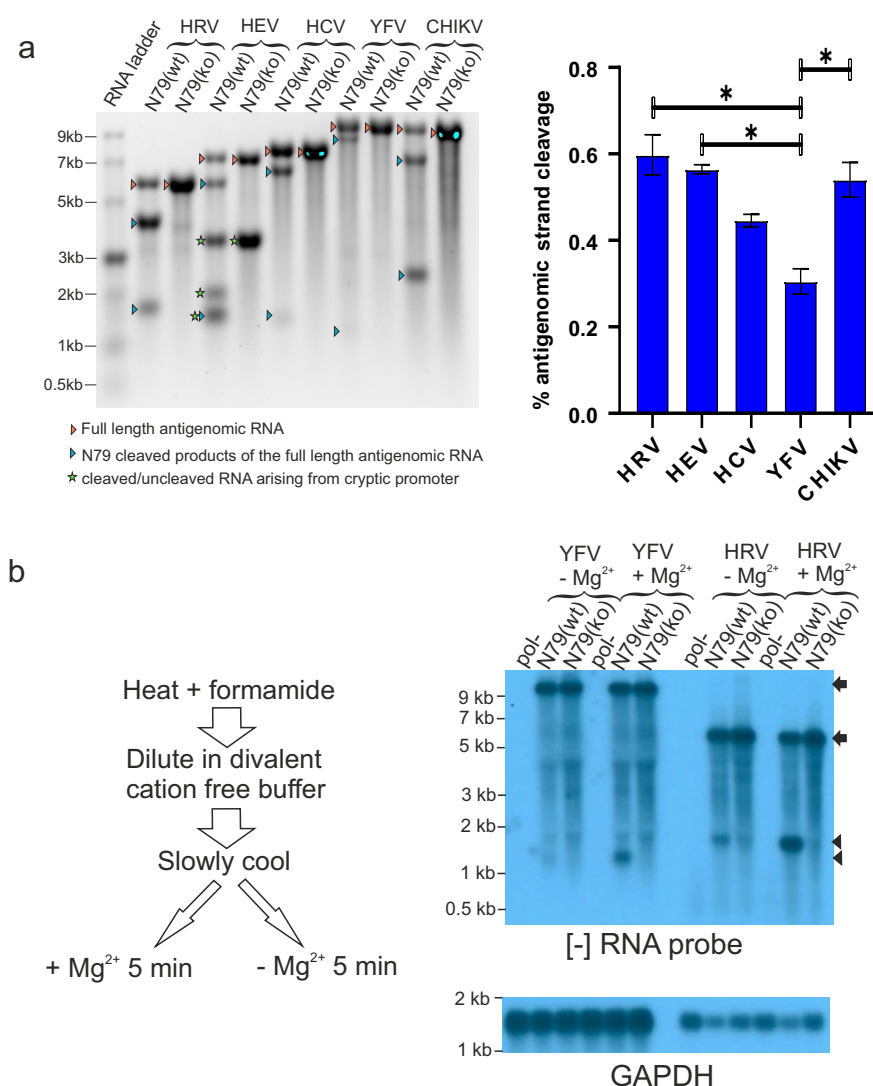 a
HRV HEV HCV YFV CHIKV
RNA ladder N79(wt) N79(ko) N79(wt) N79(ko) N79(wt) N79(ko) N79(wt) N79(ko) N79(wt) N79(ko)
9kb
7kb
5kb
3kb
2kb
1kb
0.5kb
Full length antigenomic RNA
N79 cleaved products of the full length antigenomic RNA
cleaved/uncleaved RNA arising from cryptic promoter
% antigenomic strand cleavage
0.8
0.6
0.4
0.2
0.0
* * *
HRV HEV HCV YFV CHIKV
b
Heat + formamide
Dilute in divalent
cation free buffer
Slowly cool
+ Mg²⁺ 5 min - Mg²⁺ 5 min
YFV YFV HRV HRV
- Mg²⁺ + Mg²⁺ - Mg²⁺ + Mg²⁺
pol- N79(wt) N79(ko) pol- N79(wt) N79(ko) pol- N79(wt) N79(ko) pol- N79(wt) N79(ko)
9 kb
7 kb
5 kb
3 kb
2 kb
1 kb
0.5 kb
[-] RNA probe
2 kb
1 kb
GAPDH